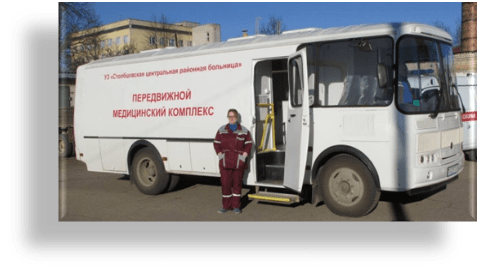 УЗ «Столбцовская центральная районная больница»
ПЕРЕДВИЖНОЙ
МЕДИЦИНСКИЙ КОМПЛЕКС